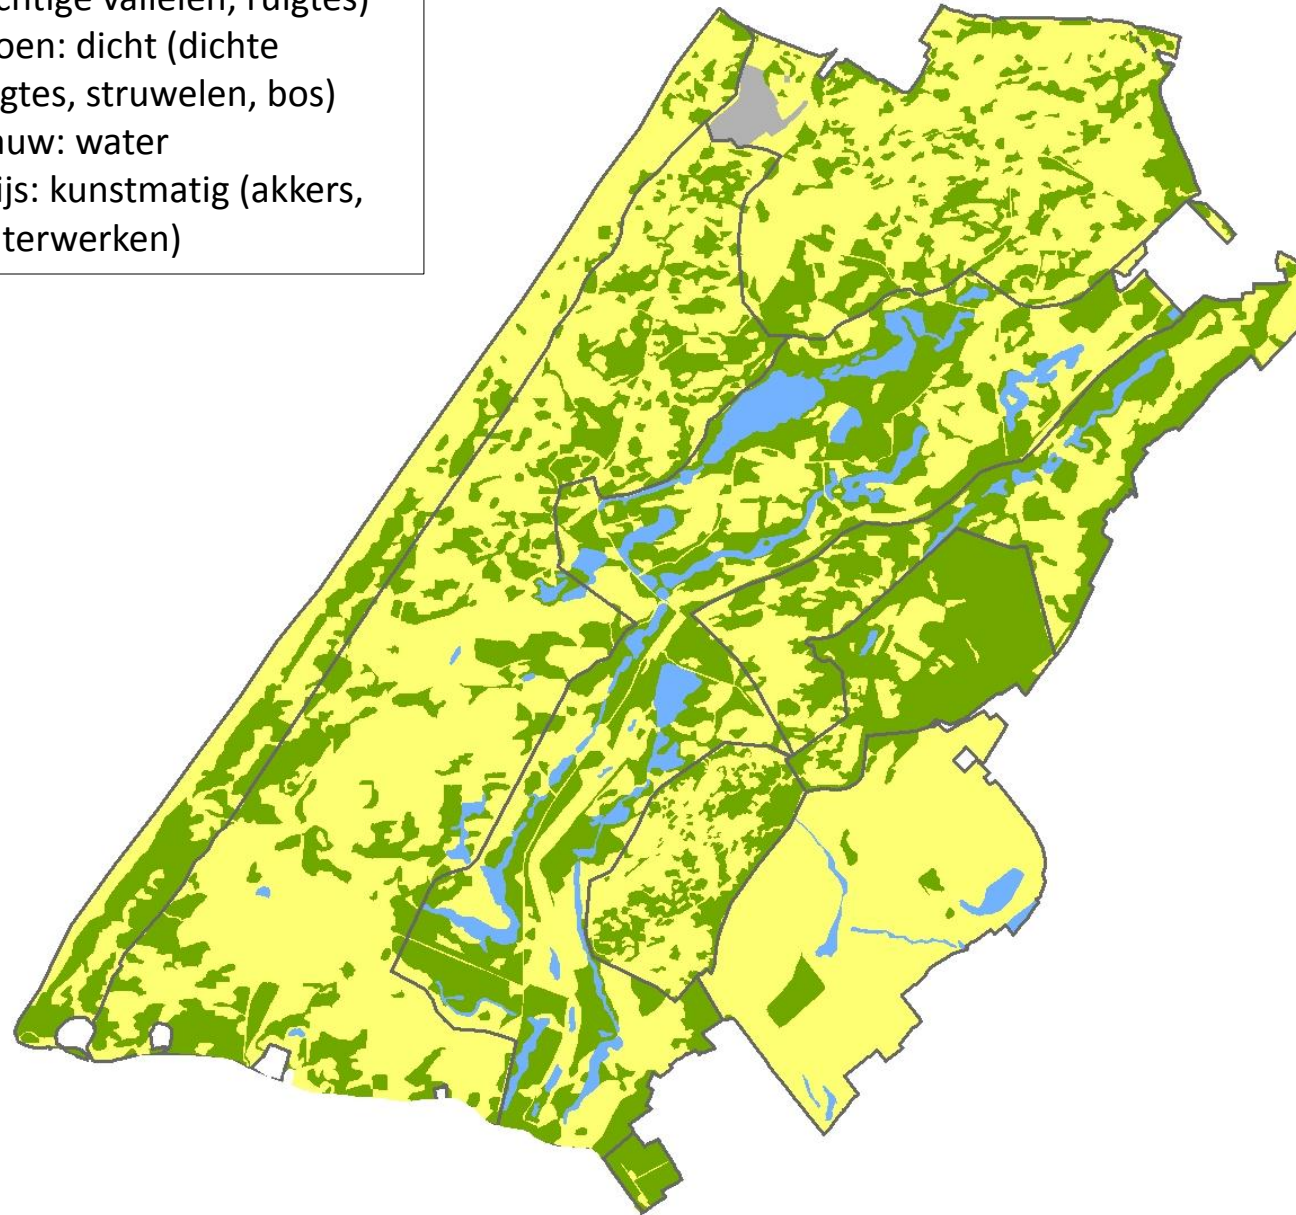 chtige valleien, ruigtes)
oen: dicht (dichte
gtes, struwelen, bos)
uw: water
ijs: kunstmatig (akkers,
terwerken)